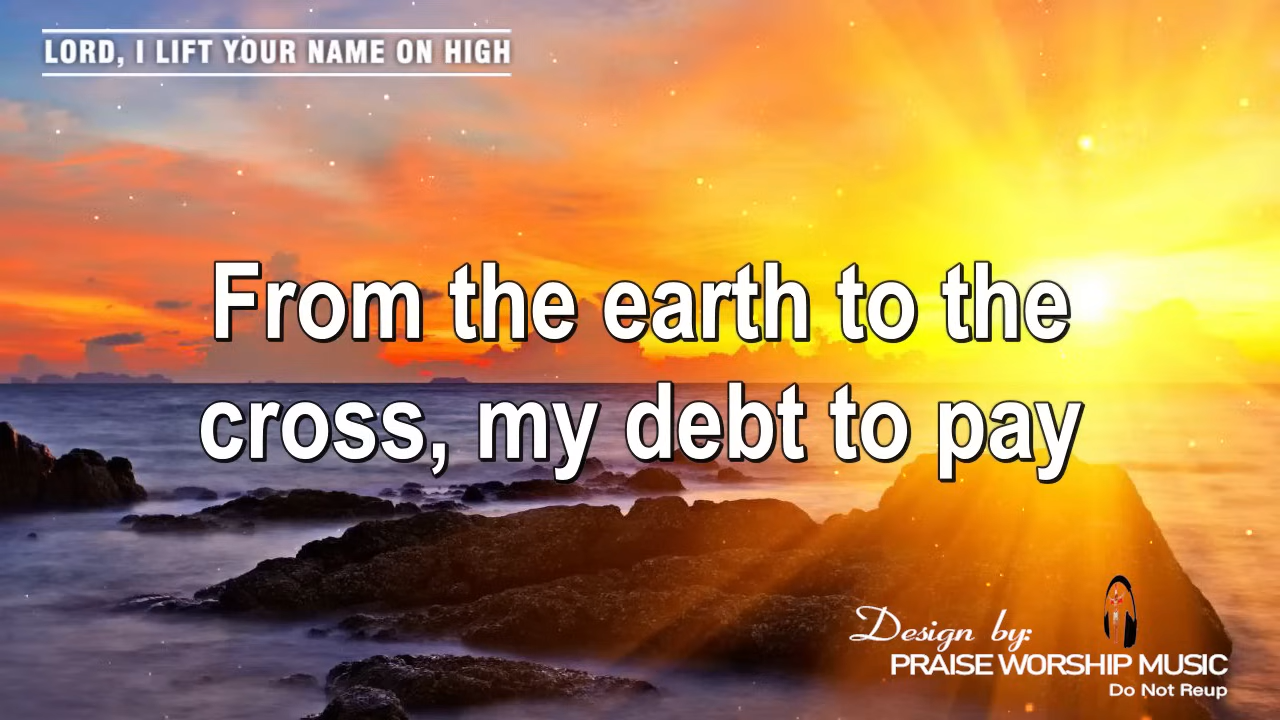 LORD, I LIFT YOUR NAME ON HIGH
From the earth to the
cross, my debt to pay
Design by:
PRAISE WORSHIP MUSIC
Do Not Reup